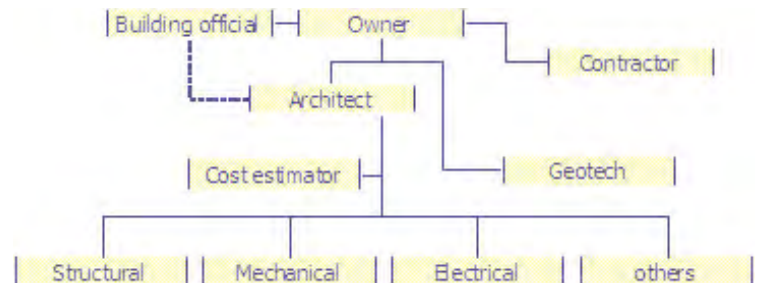 Building official
Owner
Contractor
Architect
Cost estimator
Geotech
Structural
Mechanical
Electrical
others